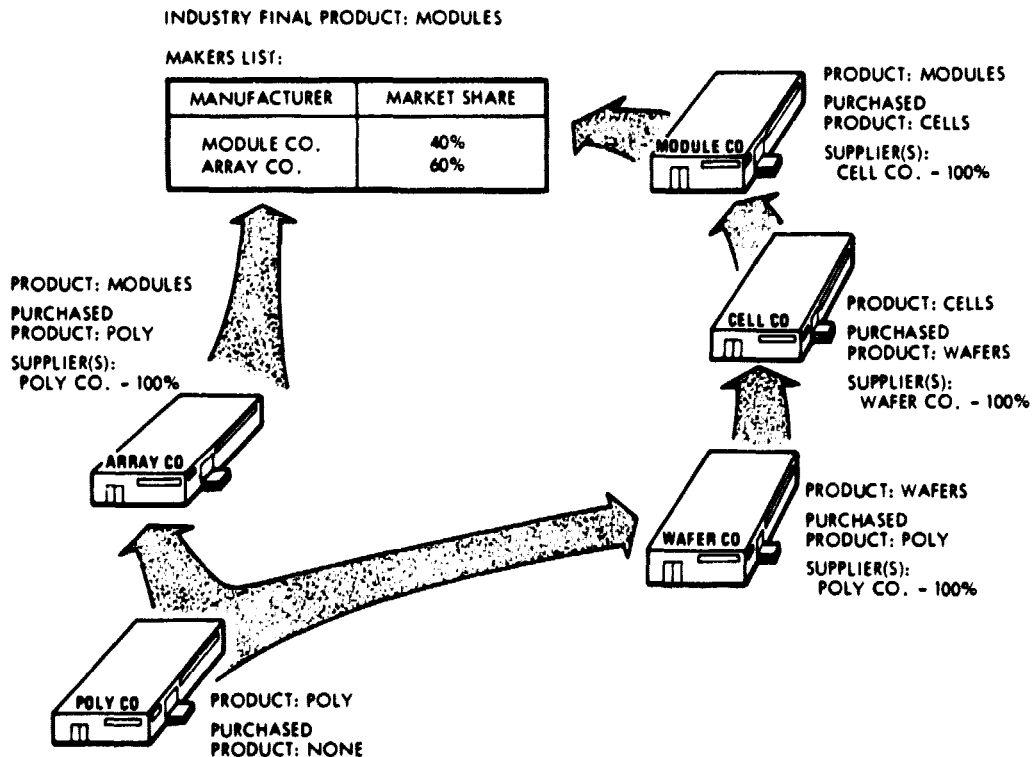 INDUSTRY FINAL PRODUCT: MODULES
MAKERS LIST:
MANUFACTURER MARKET SHARE
MODULE CO. 40%
ARRAY CO. 60%
MODULE CO
PRODUCT: MODULES
PURCHASED
PRODUCT: CELLS
SUPPLIER(S):
CELL CO. - 100%
CELL CO
PRODUCT: CELLS
PURCHASED
PRODUCT: WAFERS
SUPPLIER(S):
WAFER CO. - 100%
PRODUCT: MODULES
PURCHASED
PRODUCT: POLY
SUPPLIER(S):
POLY CO. - 100%
ARRAY CO
WAFER CO
PRODUCT: WAFERS
PURCHASED
PRODUCT: POLY
SUPPLIER(S):
POLY CO. - 100%
POLY CO
PRODUCT: POLY
PURCHASED
PRODUCT: NONE